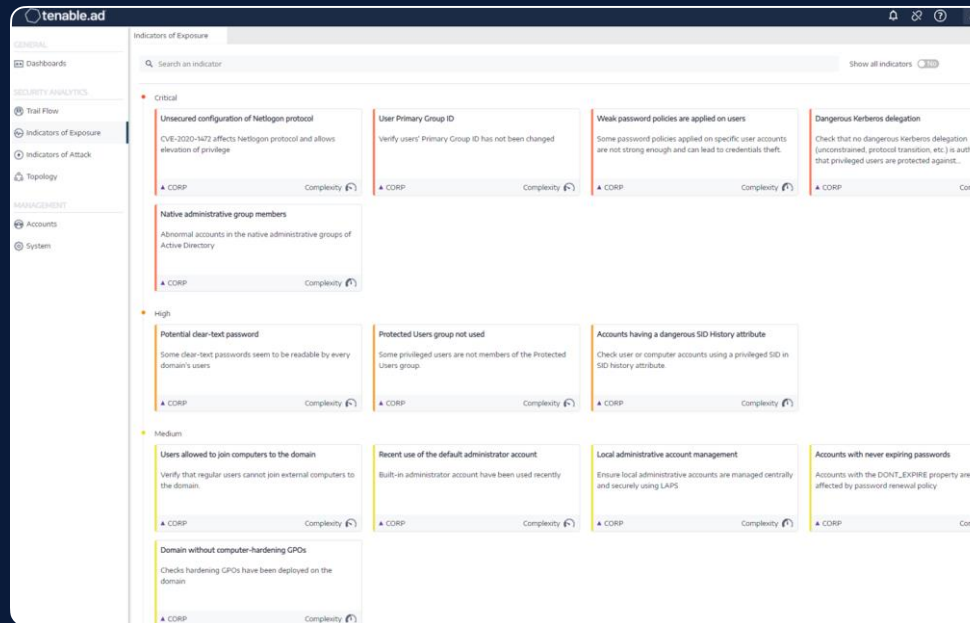 tenable.ad
Indicators of Exposure
GENERAL
Dashboards
SECURITY ANALYTICS
Trail Flow
Indicators of Exposure
Indicators of Attack
Topology
MANAGEMENT
Accounts
System
Search an indicator
Show all indicators
No
Critical
Unsecured configuration of Netlogon protocol
CVE-2020-1472 affects Netlogon protocol and allows
elevation of privilege
CORP Complexity
User Primary Group ID
Verify users' Primary Group ID has not been changed
CORP Complexity
Weak password policies are applied on users
Some password policies applied on specific user accounts
are not strong enough and can lead to credentials theft.
CORP Complexity
Dangerous Kerberos delegation
Check that no dangerous Kerberos delegation
(unconstrained, protocol transition, etc.) is aut
that privileged users are protected against...
CORP Co
Native administrative group members
Abnormal accounts in the native administrative groups of
Active Directory
CORP Complexity
High
Potential clear-text password
Some clear-text passwords seem to be readable by every
domain's users
CORP Complexity
Protected Users group not used
Some privileged users are not members of the Protected
Users group
CORP Complexity
Accounts having a dangerous SID History attribute
Check user or computer accounts using a privileged SID in
SID history attribute.
CORP Complexity
Medium
Users allowed to join computers to the domain
Verify that regular users cannot join external computers to
the domain.
CORP Complexity
Recent use of the default administrator account
Built-in administrator account have been used recently
CORP Complexity
Local administrative account management
Ensure local administrative accounts are managed centrally
and securely using LAPS
CORP Complexity
Accounts with never expiring passwords
Accounts with the DONT_EXPIRE property are
affected by password renewal policy
CORP Co
Domain without computer-hardening GPOs
Checks hardening GPOs have been deployed on the
domain
CORP Complexity